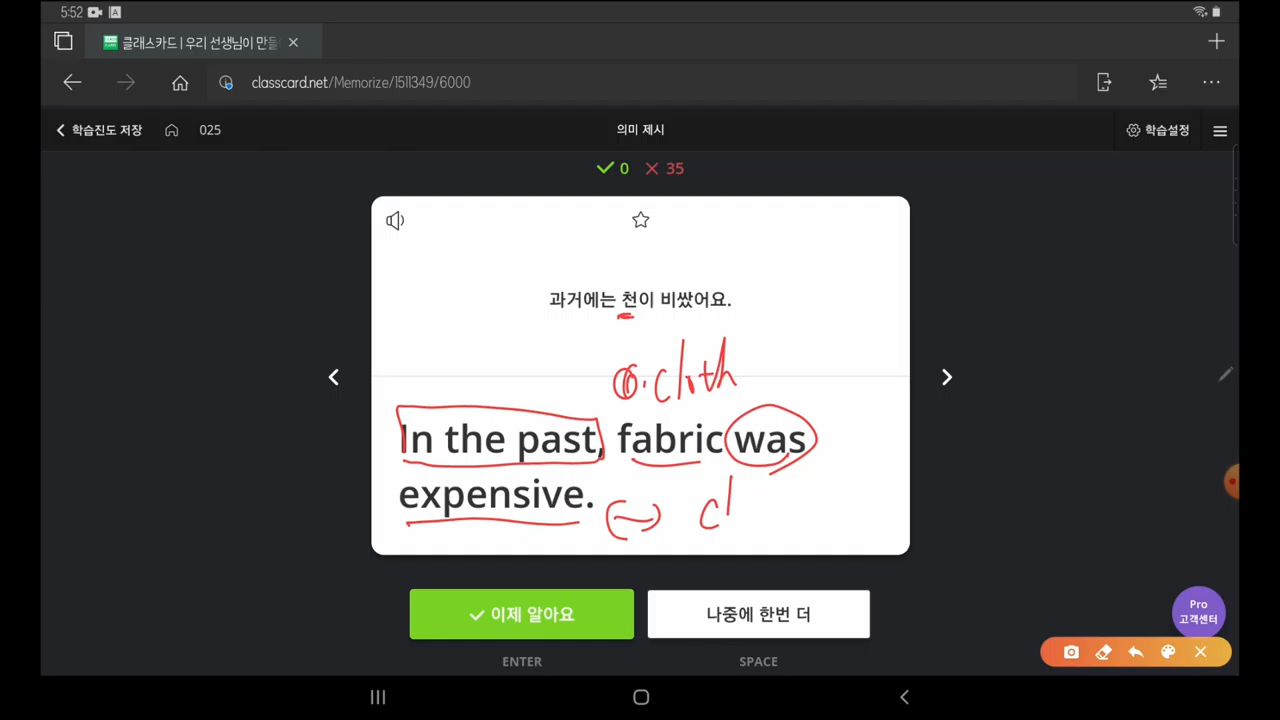 5:52
클래스카드 | 우리 선생님이 만들
classcard.net/Memorize/1511349/6000
학습진도 저장 025 의미 제시 학습설정
0 35
과거에는 천이 비쌌어요.
cloth
In the past, fabric was
expensive.
이제 알아요 나중에 한번 더
ENTER SPACE
Pro
고객센터